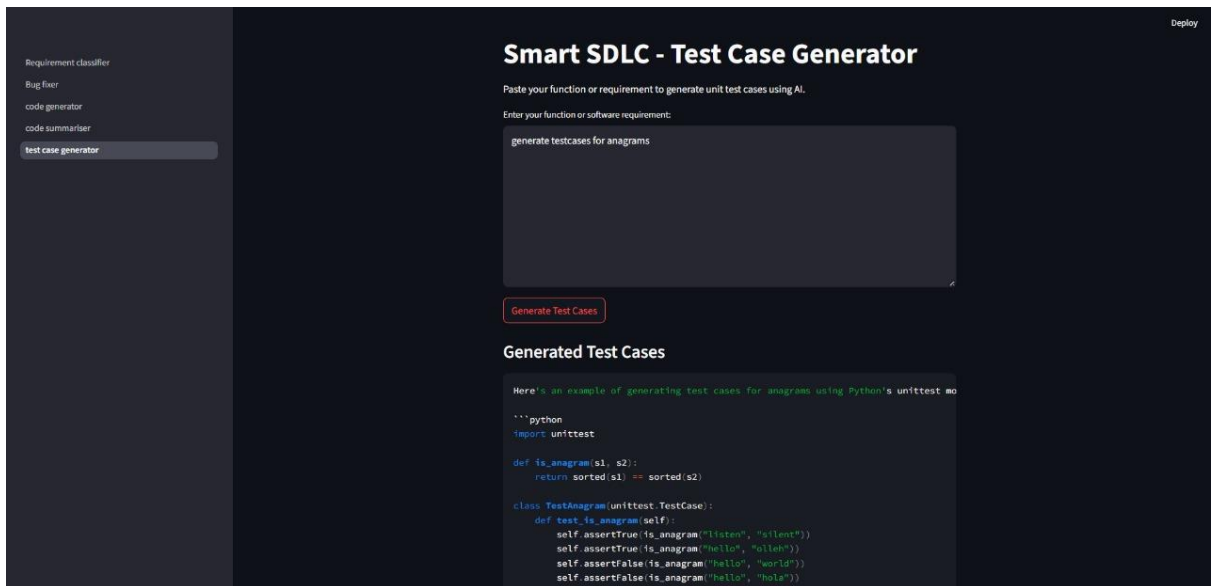 Deploy
Requirement classifier
Bug fixer
code generator
code summariser
test case generator
Smart SDLC - Test Case Generator
Paste your function or requirement to generate unit test cases using AI.
Enter your function or software requirement:
generate testcases for anagrams
Generate Test Cases
Generated Test Cases
Here's an example of generating test cases for anagrams using Python's unittest mo
```python
import unittest
def is_anagram(s1, s2):
    return sorted(s1) == sorted(s2)
class TestAnagram(unittest.TestCase):
    def test_is_anagram(self):
        self.assertTrue(is_anagram("listen", "silent"))
        self.assertTrue(is_anagram("hello", "olleh"))
        self.assertFalse(is_anagram("hello", "world"))
        self.assertFalse(is_anagram("hello", "hola"))